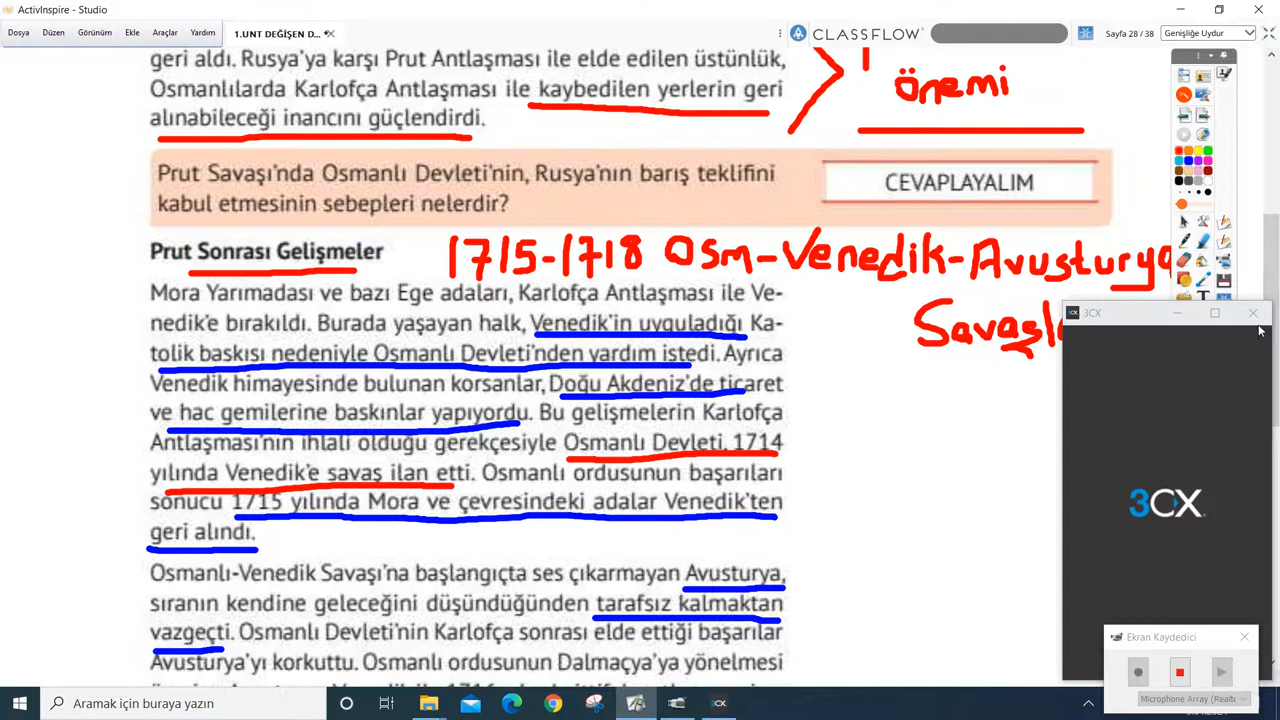 ActivInspire - Studio
Dosya Düzen Görünüm Ekle Araçlar Yardım
1.UNT DEĞİŞEN D...
CLASSFLOW
Sayfa 28 / 38
Genişliğe Uydur
geri aldı. Rusya'ya karşı Prut Antlaşması ile elde edilen üstünlük,
Osmanlılarda Karlofça Antlaşması ile kaybedilen yerlerin geri
alınabileceği inancını güçlendirdi.
önemi
Prut Savaşı'nda Osmanlı Devleti'nin, Rusya'nın barış teklifini
kabul etmesinin sebepleri nelerdir?
CEVAPLAYALIM
Prut Sonrası Gelişmeler
1715-1718 Osm-Venedik-Avusturya
Savaşla
Mora Yarımadası ve bazı Ege adaları, Karlofça Antlaşması ile Ve-
nedik'e bırakıldı. Burada yaşayan halk, Venedik'in uyguladığı Ka-
tolik baskısı nedeniyle Osmanlı Devleti'nden yardım istedi. Ayrıca
Venedik himayesinde bulunan korsanlar, Doğu Akdeniz'de ticaret
ve hac gemilerine baskınlar yapıyordu. Bu gelişmelerin Karlofça
Antlaşması'nın ihlali olduğu gerekçesiyle Osmanlı Devleti, 1714
yılında Venedik'e savaş ilan etti. Osmanlı ordusunun başarıları
sonucu 1715 yılında Mora ve çevresindeki adalar Venedik'ten
geri alındı.
Osmanlı-Venedik Savaşı'na başlangıçta ses çıkarmayan Avusturya,
sıranın kendine geleceğini düşündüğünden tarafsız kalmaktan
vazgeçti. Osmanlı Devleti'nin Karlofça sonrası elde ettiği başarılar
Avusturya'yı korkuttu. Osmanlı ordusunun Dalmaçya'ya yönelmesi
3CX
3CX
Ekran Kaydedici
Microphone Array (Realte
Aramak için buraya yazın